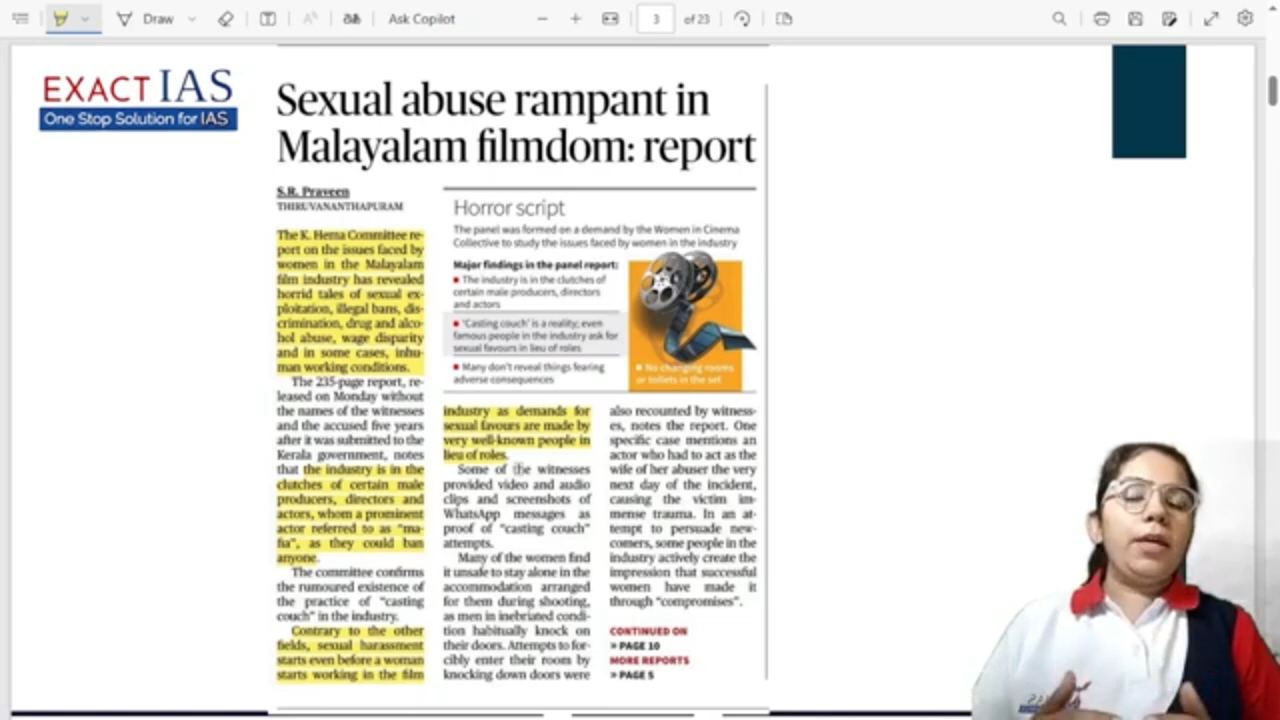 Draw
Ask Copilot
3
of 23
EXACT IAS
One Stop Solution for IAS
Sexual abuse rampant in
Malayalam filmdom: report
S.R. Praveen
THIRUVANANTHAPURAM
The K. Hema Committee re-
port on the issues faced by
women in the Malayalam
film industry has revealed
horrid tales of sexual ex-
ploitation, illegal bans, dis-
crimination, drug and alco-
hol abuse, wage disparity
and in some cases, inhu-
man working conditions.
The 235-page report, re-
leased on Monday without
the names of the witnesses
and the accused five years
after it was submitted to the
Kerala government, notes
that the industry is in the
clutches of certain male
producers, directors and
actors, whom a prominent
actor referred to as "ma-
fia", as they could ban
anyone.
The committee confirms
the rumoured existence of
the practice of "casting
couch" in the industry.
Contrary to the other
fields, sexual harassment
starts even before a woman
starts working in the film
Horror script
The panel was formed on a demand by the Women in Cinema
Collective to study the issues faced by women in the industry
Major findings in the panel report:
■ The industry is in the clutches of
certain male producers, directors
and actors
■ 'Casting couch' is a reality; even
famous people in the industry ask for
sexual favours in lieu of roles
■ Many don't reveal things fearing
adverse consequences
■ No changing rooms
or toilets in the set
industry as demands for
sexual favours are made by
very well-known people in
lieu of roles.
Some of the witnesses
provided video and audio
clips and screenshots of
WhatsApp messages as
proof of "casting couch"
attempts.
Many of the women find
it unsafe to stay alone in the
accommodation arranged
for them during shooting,
as men in inebriated condi-
tion habitually knock on
their doors. Attempts to for-
cibly enter their room by
knocking down doors were
also recounted by witness-
es, notes the report. One
specific case mentions an
actor who had to act as the
wife of her abuser the very
next day of the incident,
causing the victim im-
mense trauma. In an at-
tempt to persuade new-
comers, some people in the
industry actively create the
impression that successful
women have made it
through "compromises".
CONTINUED ON
» PAGE 10
MORE REPORTS
» PAGE 5